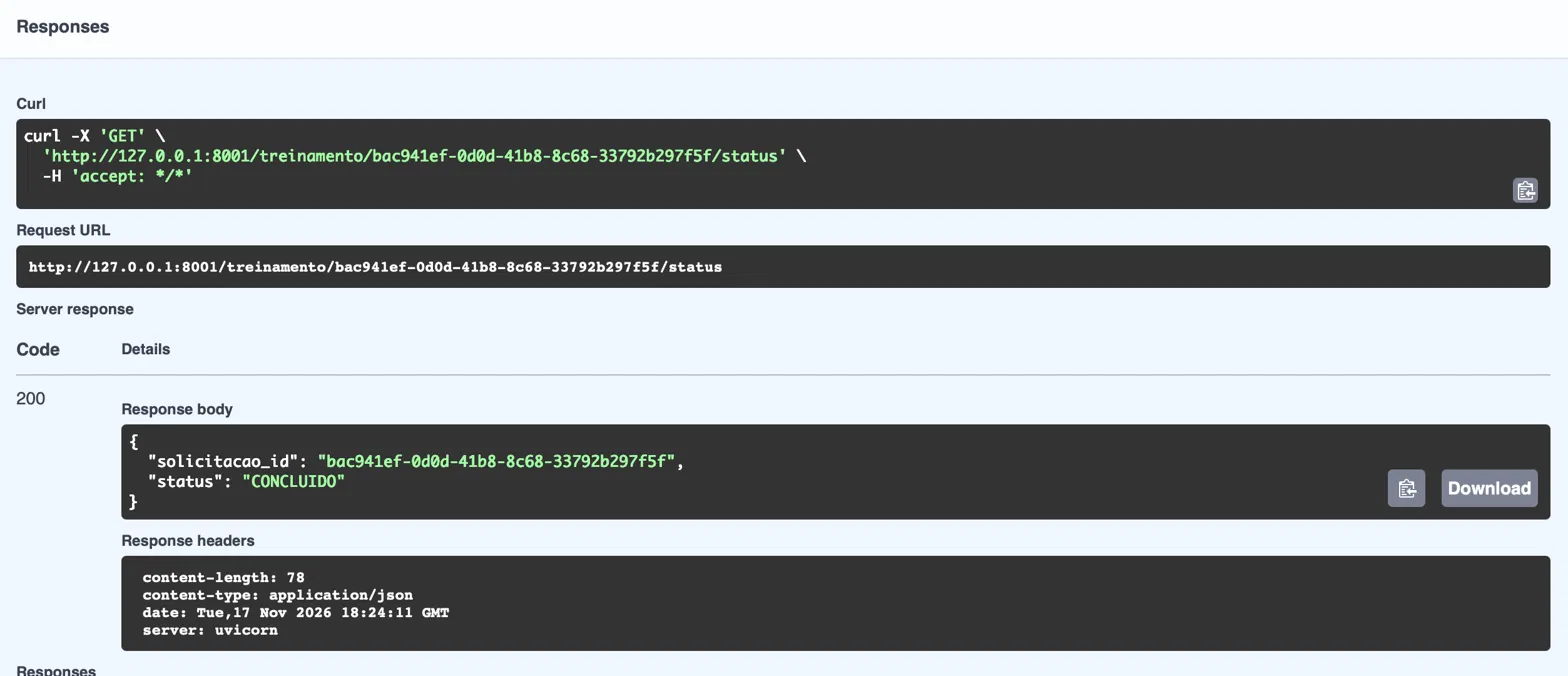 Responses
Curl
curl -X 'GET' \
'http://127.0.0.1:8001/treinamento/bac941ef-0d0d-41b8-8c68-33792b297f5f/status' \
-H 'accept: */*'
Request URL
http://127.0.0.1:8001/treinamento/bac941ef-0d0d-41b8-8c68-33792b297f5f/status
Server response
Code Details
200
Response body
{
"solicitacao_id": "bac941ef-0d0d-41b8-8c68-33792b297f5f",
"status": "CONCLUIDO"
}
Download
Response headers
content-length: 78
content-type: application/json
date: Tue,17 Nov 2026 18:24:11 GMT
server: uvicorn
Responses